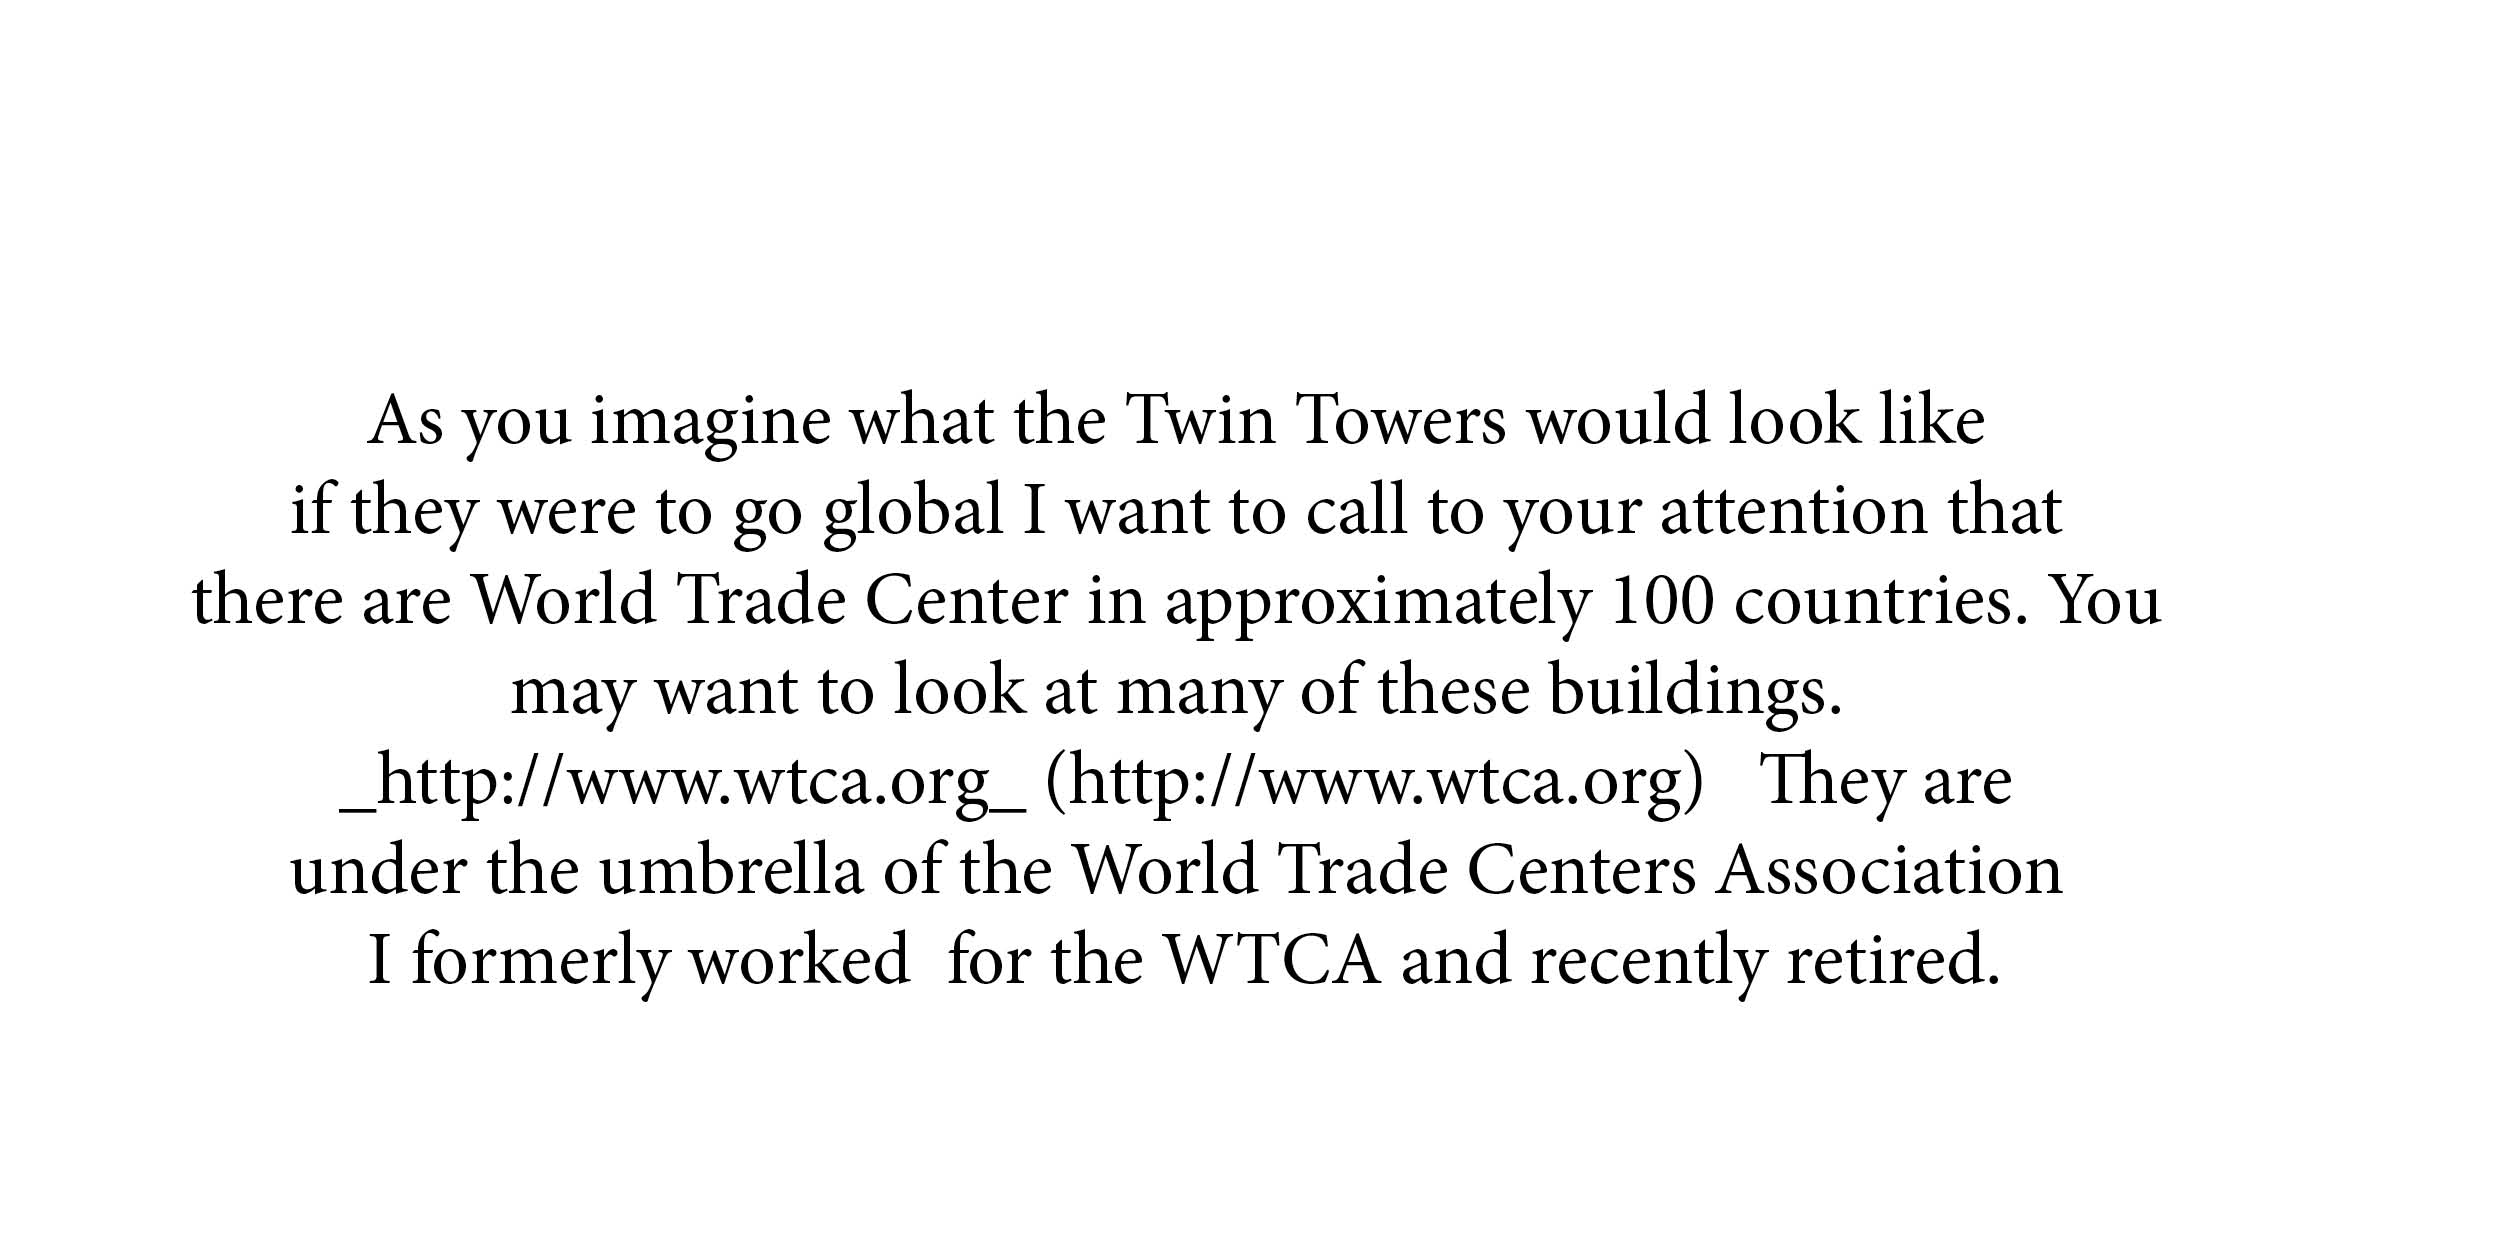 As you imagine what the Twin Towers would look like
if they were to go global I want to call to your attention that
there are World Trade Center in approximately 100 countries. You
may want to look at many of these buildings.
_http://www.wtca.org_ (http://www.wtca.org)   They are
under the umbrella of the World Trade Centers Association
I formerly worked  for the WTCA and recently retired.